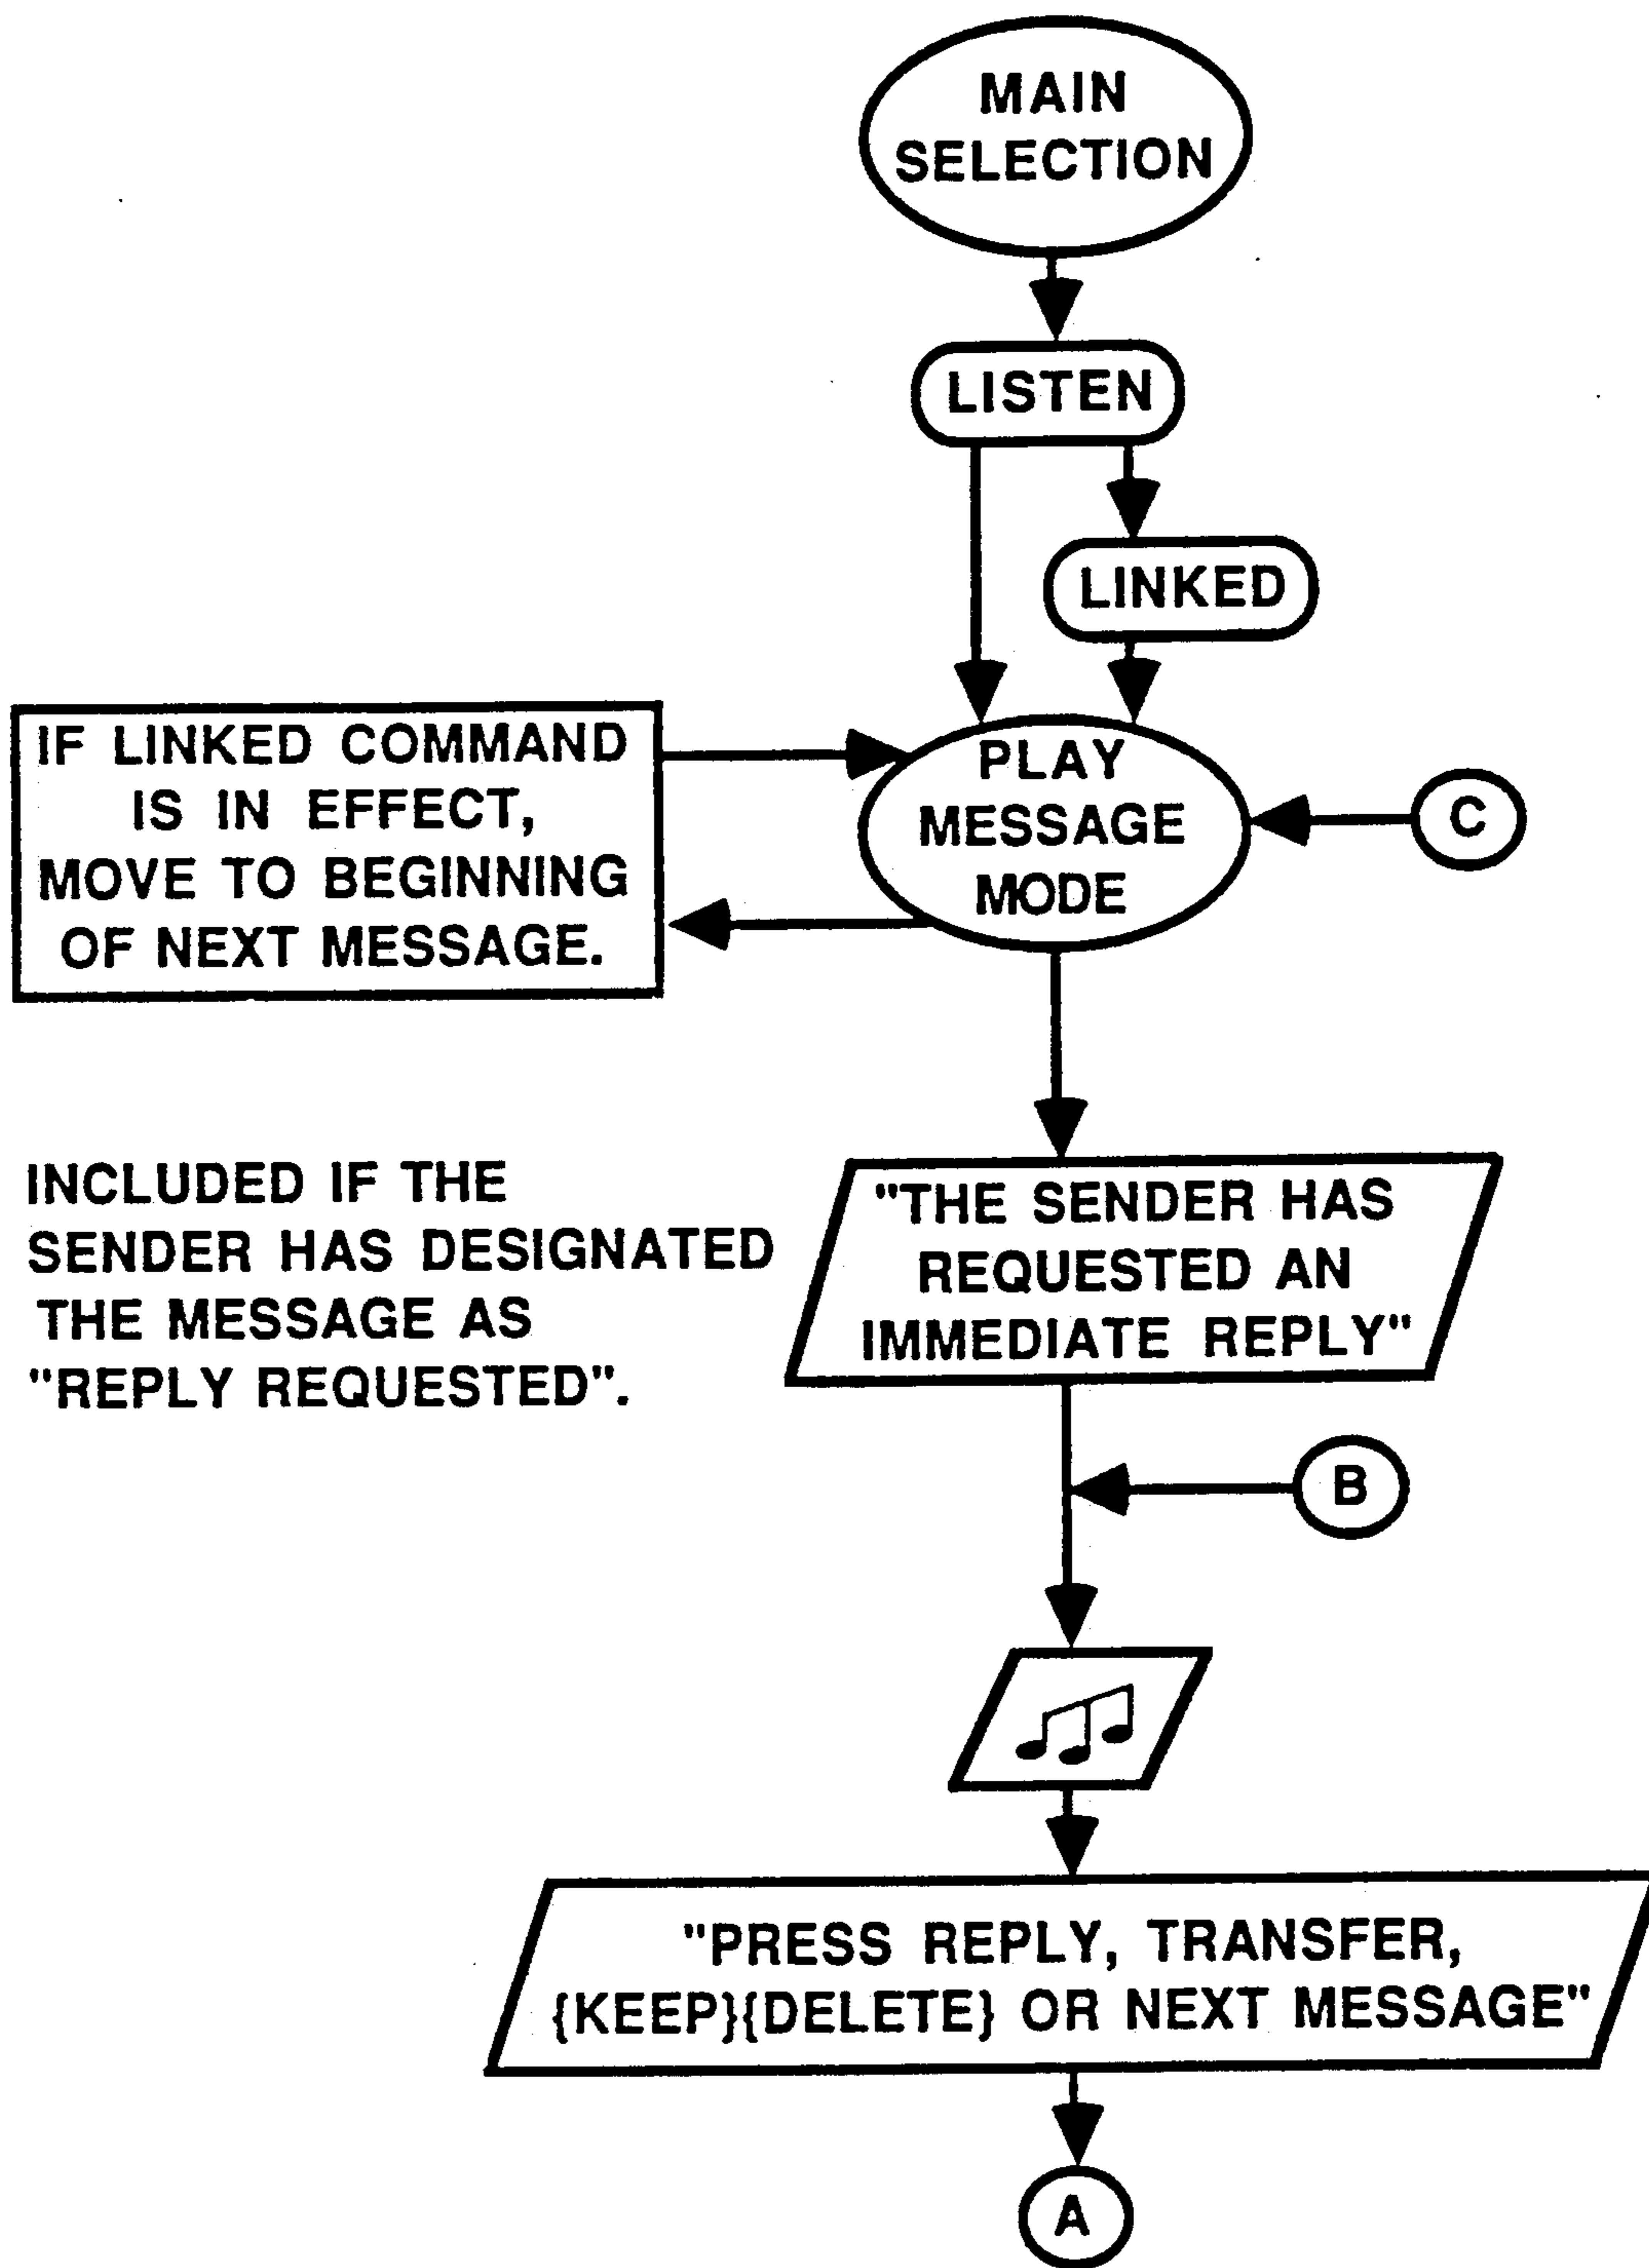 MAIN
SELECTION
LISTEN
LINKED
IF LINKED COMMAND
IS IN EFFECT,
MOVE TO BEGINNING
OF NEXT MESSAGE.
PLAY
MESSAGE
MODE
C
INCLUDED IF THE
SENDER HAS DESIGNATED
THE MESSAGE AS
"REPLY REQUESTED".
"THE SENDER HAS
REQUESTED AN
IMMEDIATE REPLY"
B
"PRESS REPLY, TRANSFER,
{KEEP}{DELETE} OR NEXT MESSAGE"
A